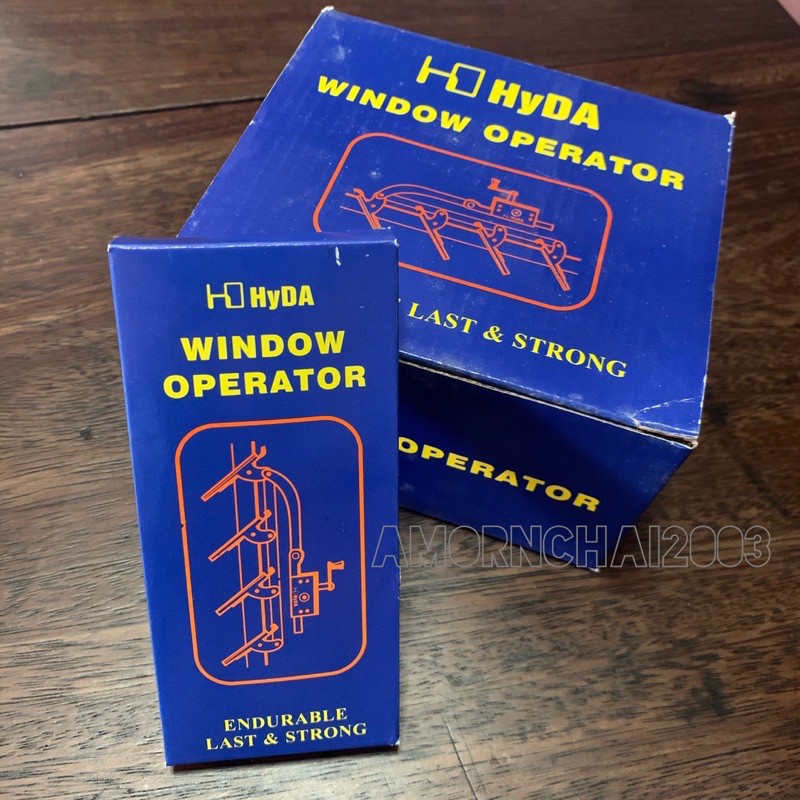 HyDA
WINDOW OPERATOR
LAST & STRONG
OPERATOR
HyDA
WINDOW
OPERATOR
ENDURABLE
LAST & STRONG
AMORNCHAI2003